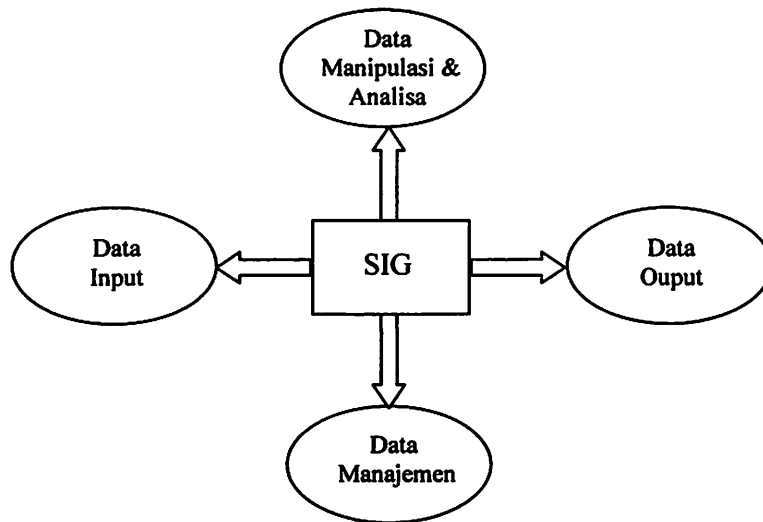 Data
Manipulasi &
Analisa
Data
Input
SIG
Data
Ouput
Data
Manajemen